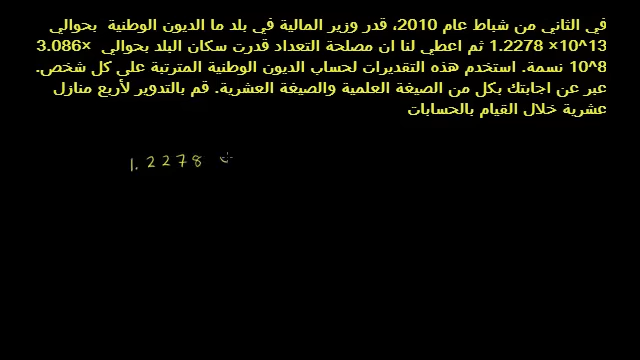 في الثاني من شباط عام 2010، قدر وزير المالية في بلد ما الديون الوطنية بحوالي
1.2278 ×10^13 ثم اعطي لنا ان مصلحة التعداد قدرت سكان البلد بحوالي 3.086×
10^8 نسمة. استخدم هذه التقديرات لحساب الديون الوطنية المترتبة على كل شخص.
عبر عن اجابتك بكل من الصيغة العلمية والصيغة العشرية. قم بالتدوير لأربع منازل
عشرية خلال القيام بالحسابات
1.2278